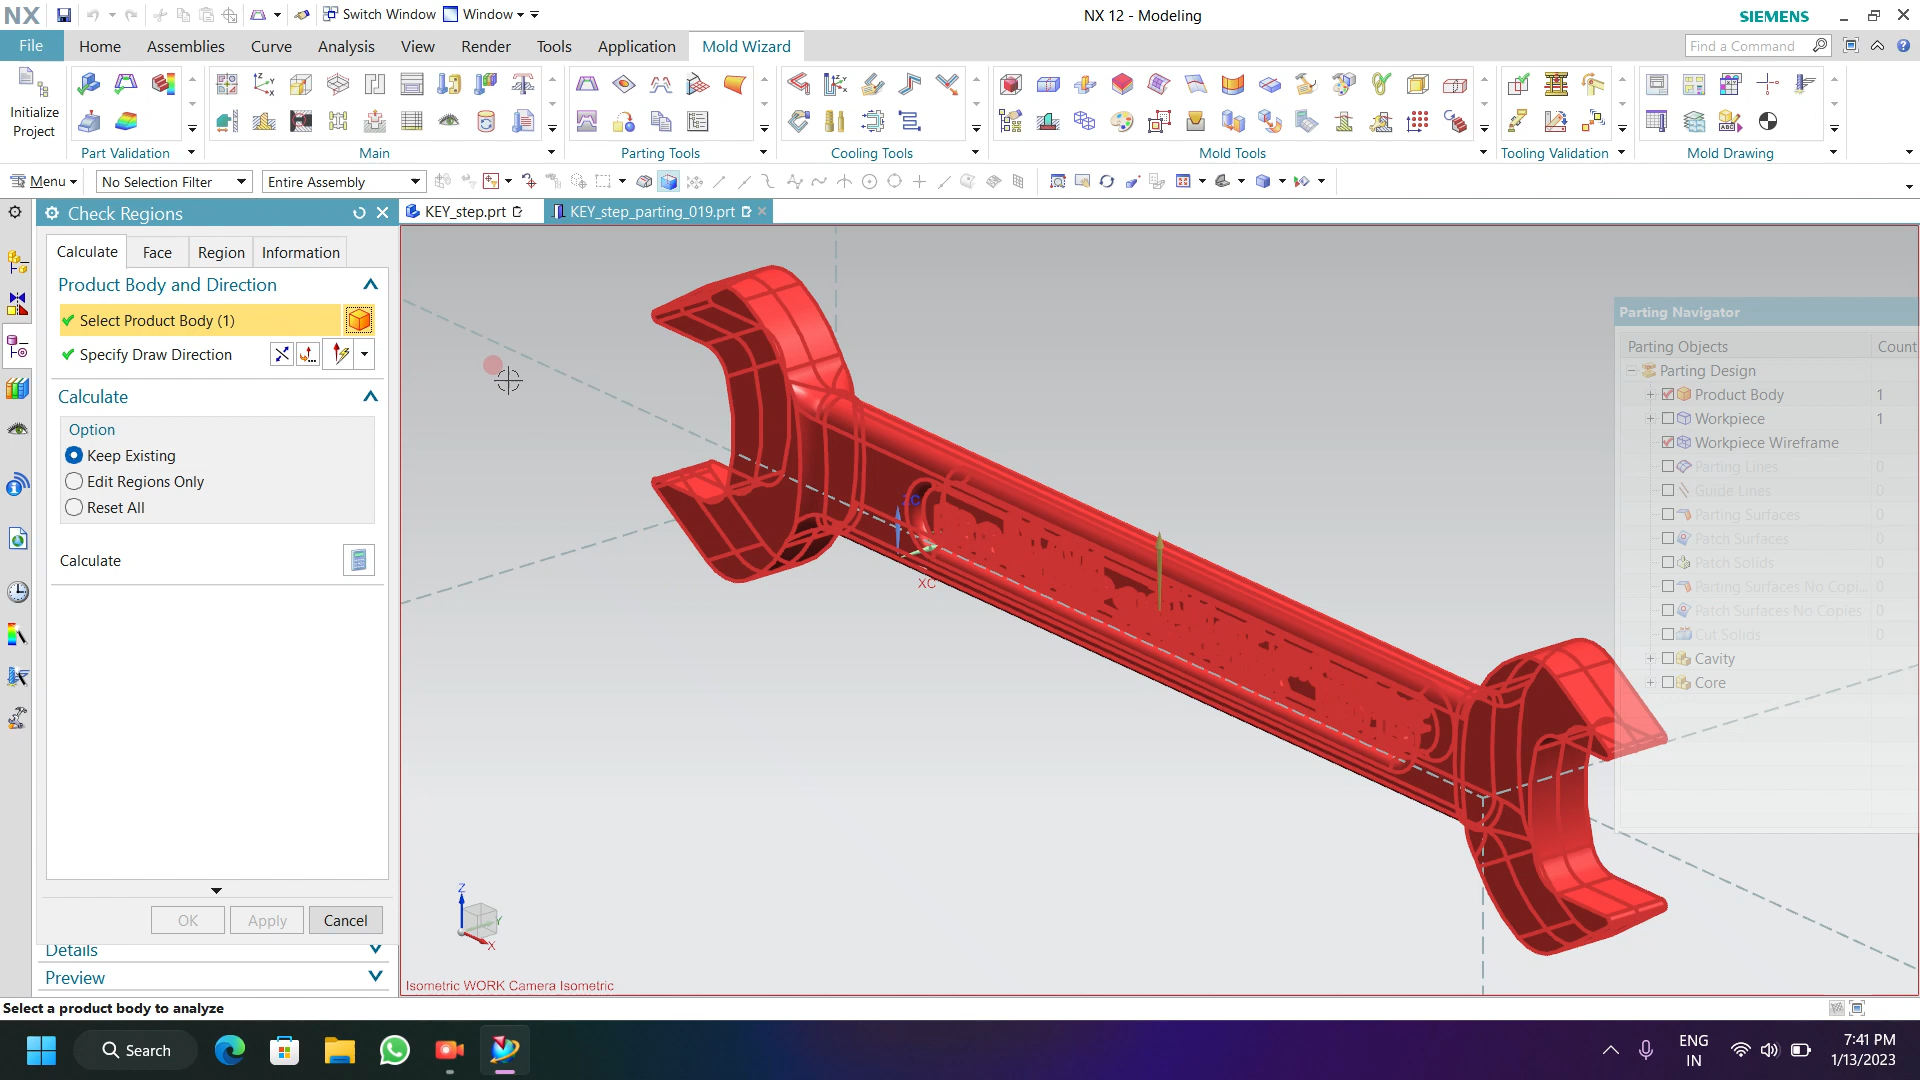 NX
Switch Window
Window
NX 12 - Modeling
SIEMENS
File
Home
Assemblies
Curve
Analysis
View
Render
Tools
Application
Mold Wizard
Find a Command
Initialize
Project
Part Validation
Main
Parting Tools
Cooling Tools
Mold Tools
Tooling Validation
Mold Drawing
Menu
No Selection Filter
Entire Assembly
Check Regions
KEY_step.prt
KEY_step_parting_019.prt
Calculate
Face
Region
Information
Product Body and Direction
Select Product Body (1)
Specify Draw Direction
Calculate
Option
Keep Existing
Edit Regions Only
Reset All
Calculate
OK
Apply
Cancel
Details
Preview
ZC
XC
Z
Y
X
Isometric WORK Camera Isometric
Parting Navigator
Parting Objects
Count
Parting Design
Product Body
1
Workpiece
1
Workpiece Wireframe
Parting Lines
0
Guide Lines
0
Parting Surfaces
0
Patch Surfaces
0
Patch Solids
0
Parting Surfaces No Copi...
0
Patch Surfaces No Copies
0
Cut Solids
0
Cavity
Core
Select a product body to analyze
Search
ENG
IN
7:41 PM
1/13/2023